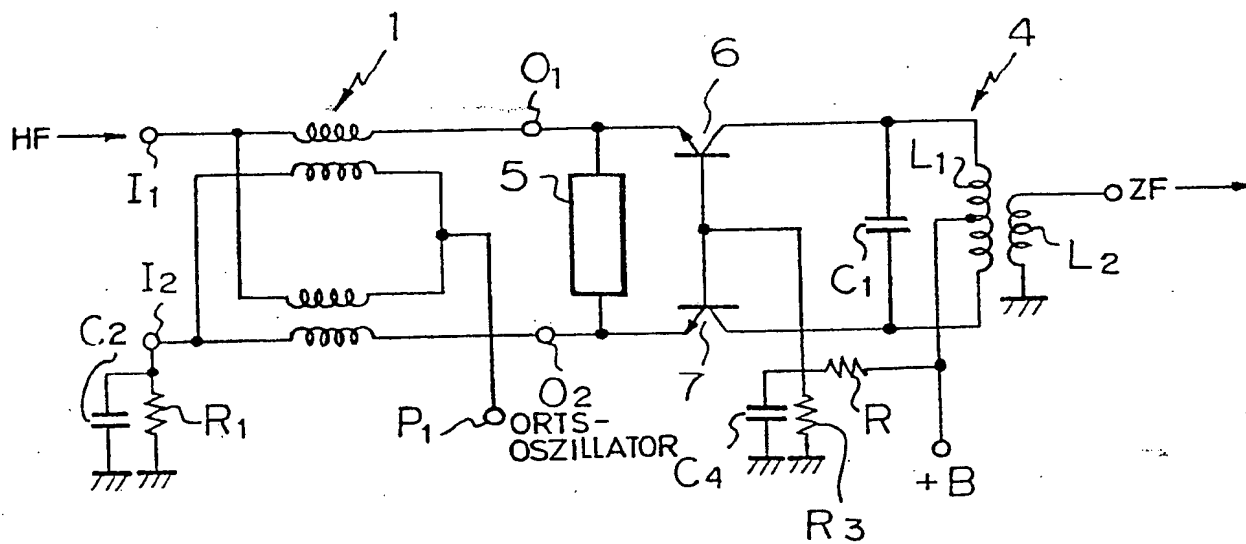 1
O1
6
4
HF
I1
5
L1
ZF
L2
C1
I2
C2
O2
7
R1
P1
ORTS-
OSZILLATOR
R
C4
+B
R3